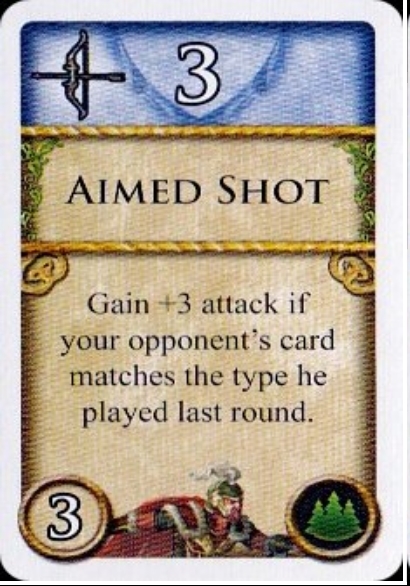 3
AIMED SHOT
Gain +3 attack if
your opponent's card
matches the type he
played last round.
3